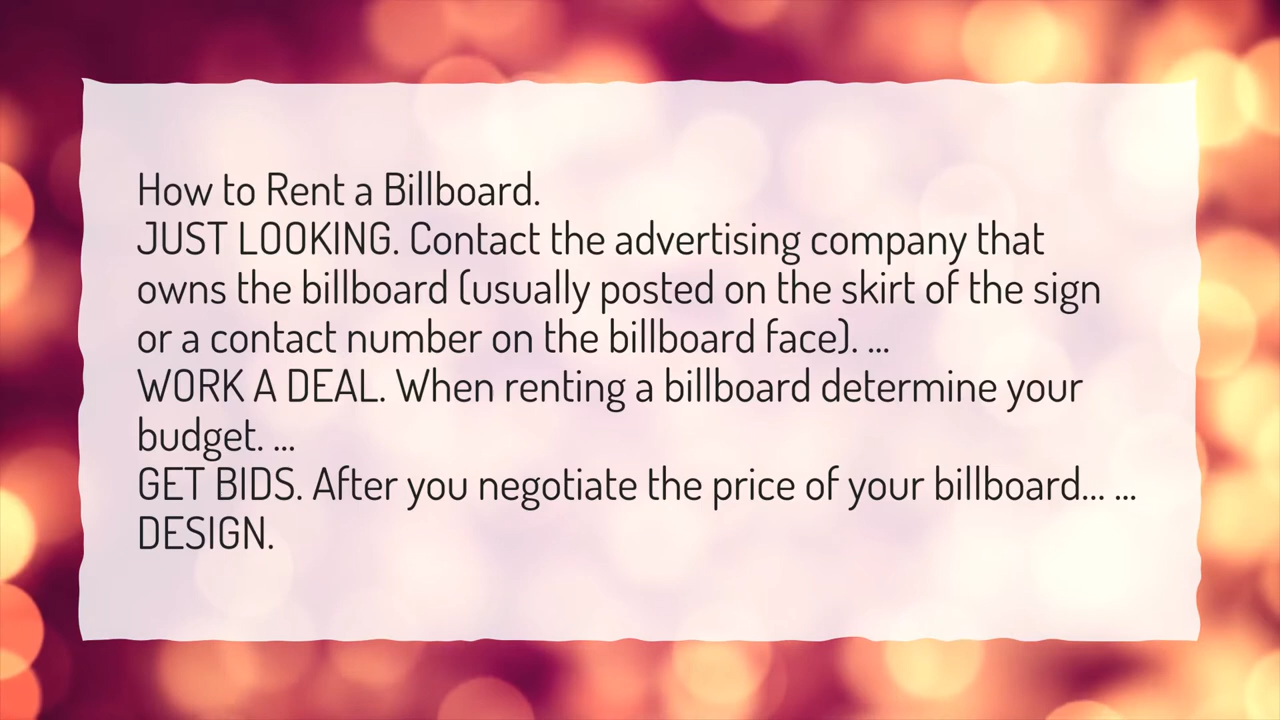 How to Rent a Billboard.
JUST LOOKING. Contact the advertising company that
owns the billboard (usually posted on the skirt of the sign
or a contact number on the billboard face). ...
WORK A DEAL. When renting a billboard determine your
budget. ...
GET BIDS. After you negotiate the price of your billboard... ...
DESIGN.